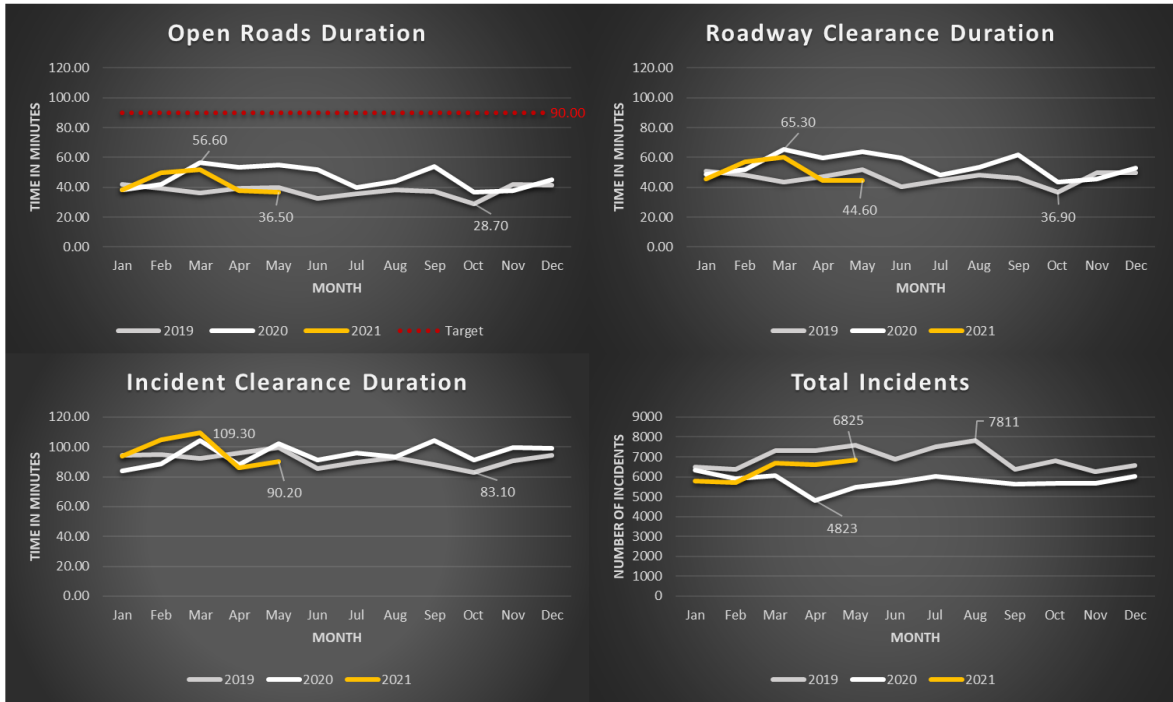 Open Roads Duration
TIME IN MINUTES
120.00
100.00
80.00
60.00
40.00
20.00
0.00
90.00
56.60
36.50
28.70
Jan Feb Mar Apr May Jun Jul Aug Sep Oct Nov Dec
MONTH
2019 2020 2021 Target
Roadway Clearance Duration
TIME IN MINUTES
120.00
100.00
80.00
60.00
40.00
20.00
0.00
65.30
44.60
36.90
Jan Feb Mar Apr May Jun Jul Aug Sep Oct Nov Dec
MONTH
2019 2020 2021
Incident Clearance Duration
TIME IN MINUTES
120.00
100.00
80.00
60.00
40.00
20.00
0.00
109.30
90.20
83.10
Jan Feb Mar Apr May Jun Jul Aug Sep Oct Nov Dec
MONTH
2019 2020 2021
Total Incidents
NUMBER OF INCIDENTS
9000
8000
7000
6000
5000
4000
3000
2000
1000
0
6825
7811
4823
Jan Feb Mar Apr May Jun Jul Aug Sep Oct Nov Dec
MONTH
2019 2020 2021